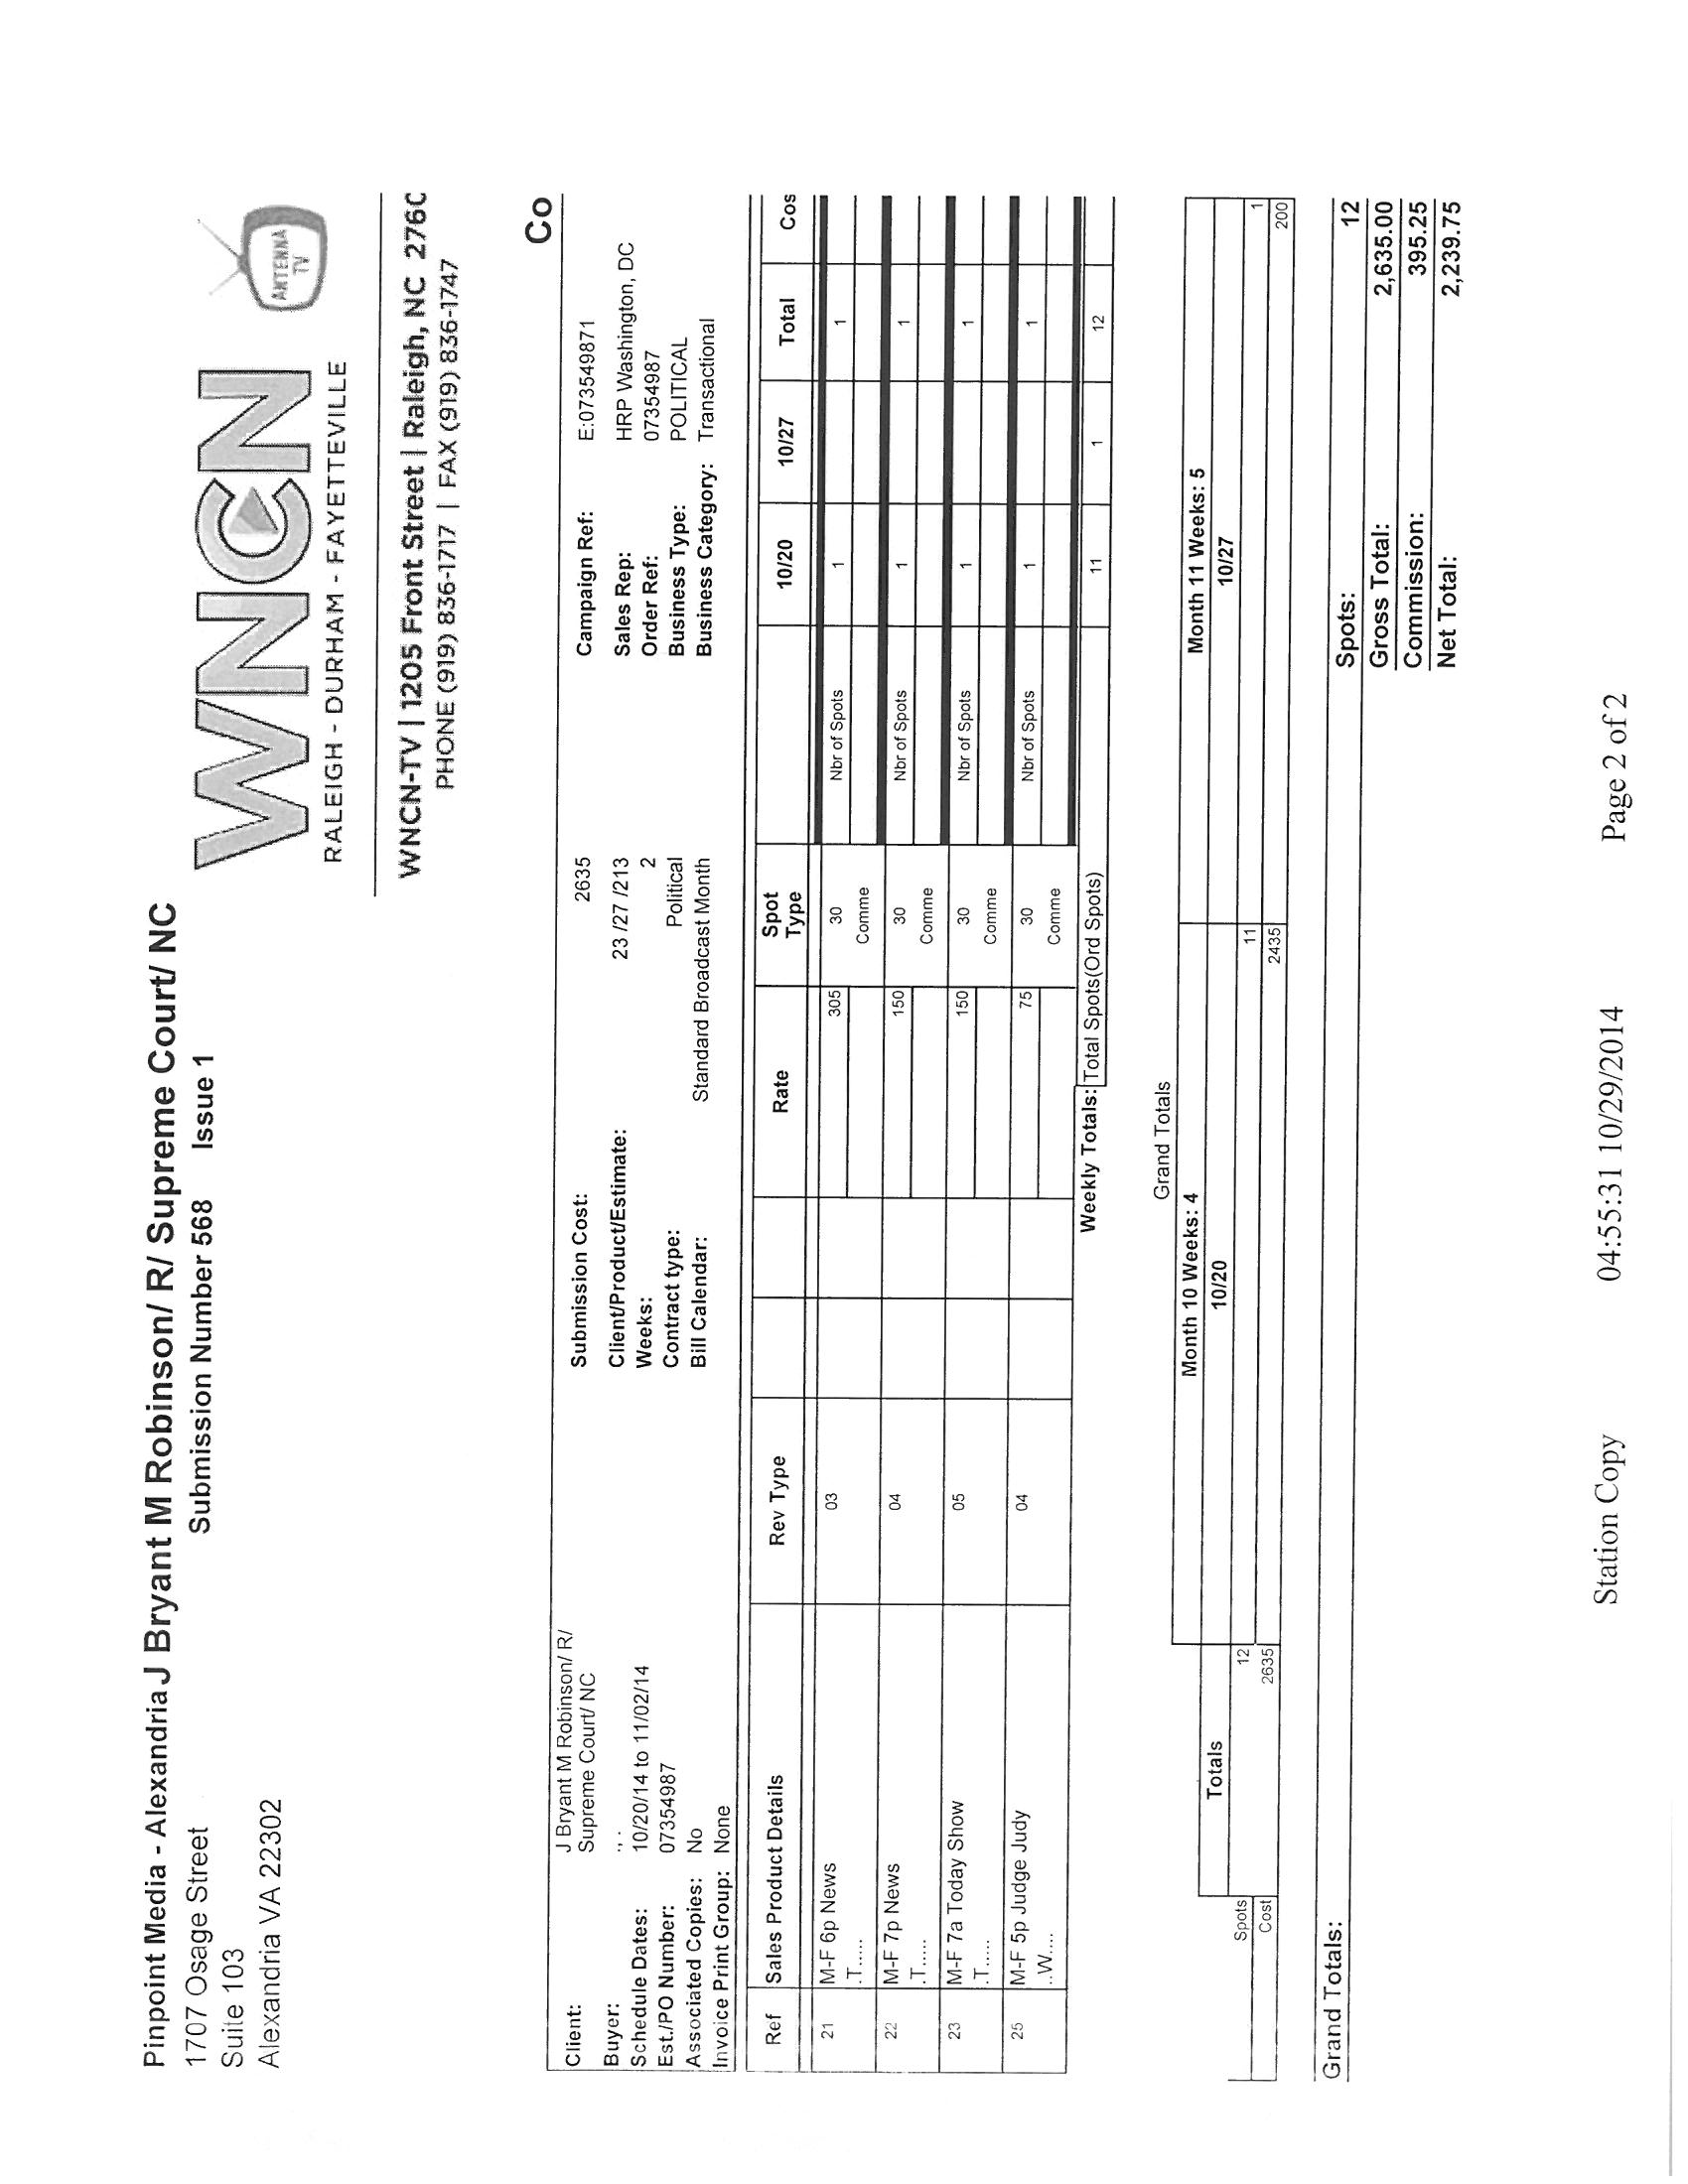 Pinpoint Media - Alexandria J Bryant M Robinson/ R/ Supreme Court/ NC
1707 Osage Street
Submission Number 568 Issue 1
Suite 103
Alexandria VA 22302
WNCN
ANTENNA TV
RALEIGH - DURHAM - FAYETTEVILLE
WNCN-TV | 1205 Front Street | Raleigh, NC 2760
PHONE (919) 836-1717 | FAX (919) 836-1747
Co
Client: J Bryant M Robinson/ R/ Submission Cost: 2635 Campaign Ref: E:073549871
Supreme Court/ NC
Buyer: , . Client/Product/Estimate: 23 /27 /213 Sales Rep: HRP Washington, DC
Schedule Dates: 10/20/14 to 11/02/14 Weeks: 2 Order Ref: 07354987
Est./PO Number: 07354987 Contract type: Political Business Type: POLITICAL
Associated Copies: No Bill Calendar: Standard Broadcast Month Business Category: Transactional
Invoice Print Group: None
Ref Sales Product Details Rev Type Rate Spot Type 10/20 10/27 Total Cos
21 M-F 6p News 03 305 30 Nbr of Spots 1 1
.T..... Comme
22 M-F 7p News 04 150 30 Nbr of Spots 1 1
.T..... Comme
23 M-F 7a Today Show 05 150 30 Nbr of Spots 1 1
.T..... Comme
25 M-F 5p Judge Judy 04 75 30 Nbr of Spots 1 1
..W.... Comme
Weekly Totals: Total Spots(Ord Spots) 11 1 12
Grand Totals
Month 10 Weeks: 4 Month 11 Weeks: 5
Totals 10/20 10/27
Spots 12 11 1
Cost 2635 2435 200
Grand Totals: Spots: 12
Gross Total: 2,635.00
Commission: 395.25
Net Total: 2,239.75
Station Copy 04:55:31 10/29/2014 Page 2 of 2